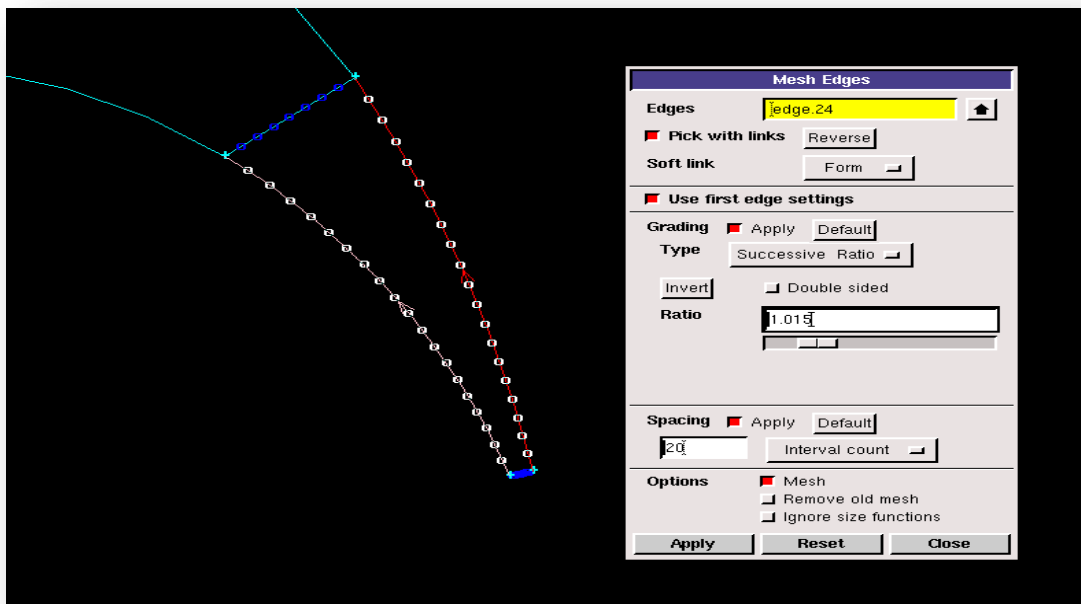 Mesh Edges
Edges edge.24
Pick with links Reverse
Soft link Form
Use first edge settings
Grading Apply Default
Type Successive Ratio
Invert Double sided
Ratio 1.015
Spacing Apply Default
20 Interval count
Options Mesh
Remove old mesh
Ignore size functions
Apply Reset Close